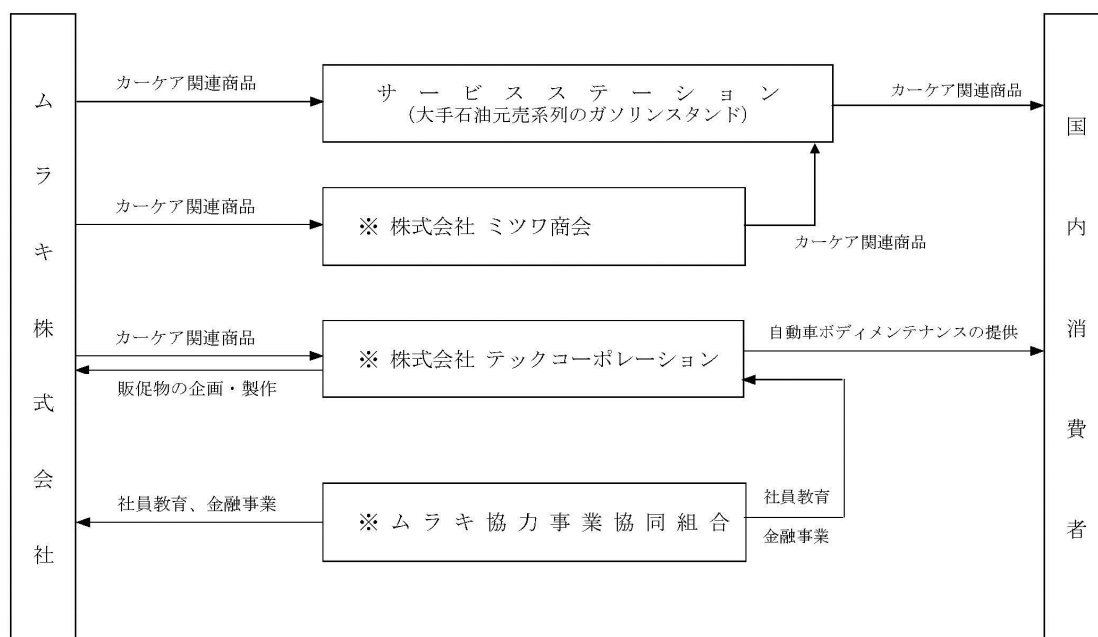 ムラキ株式会社
カーケア関連商品
サービスステーション
(大手石油元売系列のガソリンスタンド)
カーケア関連商品
カーケア関連商品
※ 株式会社 ミツワ商会
カーケア関連商品
カーケア関連商品
販促物の企画・製作
※ 株式会社 テックコーポレーション
自動車ボディメンテナンスの提供
社員教育、金融事業
※ ムラキ協力事業協同組合
社員教育
金融事業
国内消費者